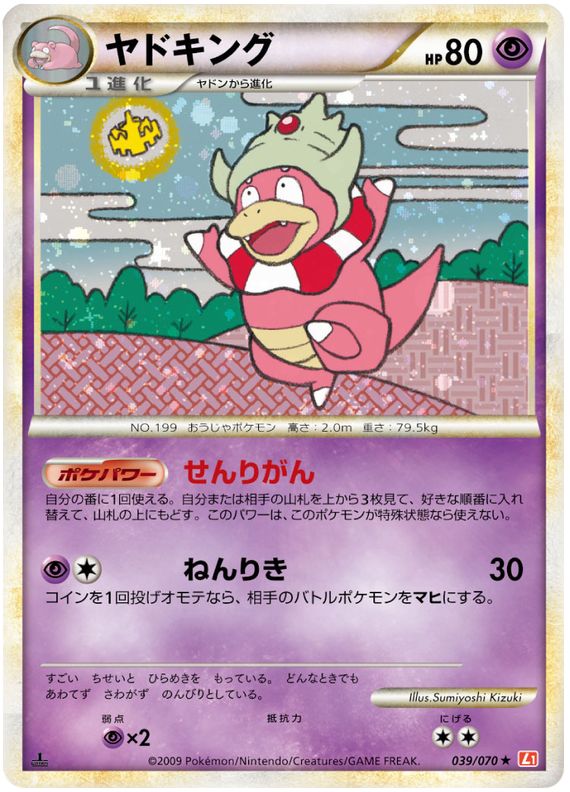 ヤドキング
HP80
1進化
ヤドンから進化
NO.199 おうじゃポケモン 高さ：2.0m 重さ：79.5kg
ポケパワー せんりがん
自分の番に1回使える。自分または相手の山札を上から3枚見て、好きな順番に入れ
替えて、山札の上にもどす。このパワーは、このポケモンが特殊状態なら使えない。
ねんりき 30
コインを1回投げオモテなら、相手のバトルポケモンをマヒにする。
すごい ちせいと ひらめきを もっている。どんなときでも
あわてず さわがず のんびりとしている。
Illus.Sumiyoshi Kizuki
弱点 抵抗力 にげる
×2
©2009 Pokémon/Nintendo/Creatures/GAME FREAK.
039/070 ★ L1